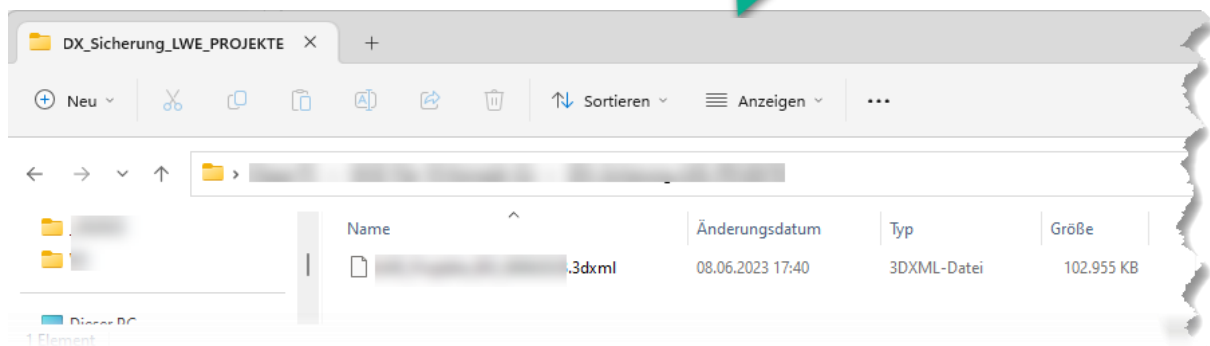 DX_Sicherung_LWE_PROJEKTE
Neu
Sortieren
Anzeigen
Name
Änderungsdatum
Typ
Größe
.3dxml
08.06.2023 17:40
3DXML-Datei
102.955 KB
Dieser PC
1 Element